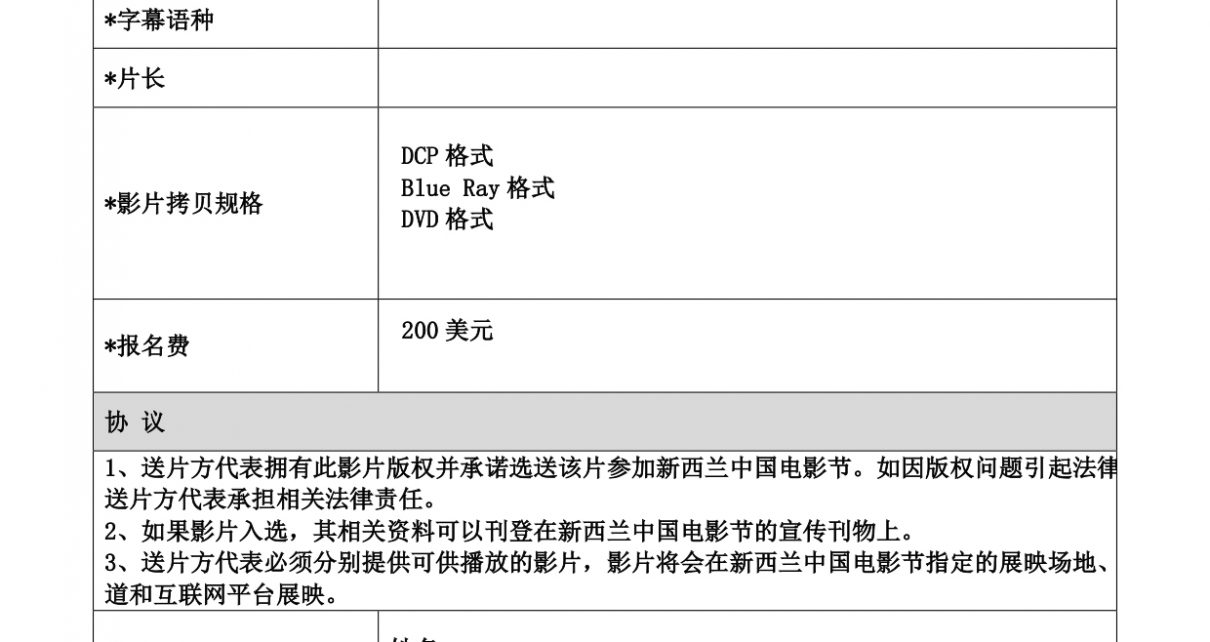 *字幕语种
*片长
*影片拷贝规格
DCP 格式
Blue Ray 格式
DVD 格式
*报名费
200 美元
协 议
1、送片方代表拥有此影片版权并承诺选送该片参加新西兰中国电影节。如因版权问题引起法律
送片方代表承担相关法律责任。
2、如果影片入选，其相关资料可以刊登在新西兰中国电影节的宣传刊物上。
3、送片方代表必须分别提供可供播放的影片，影片将会在新西兰中国电影节指定的展映场地、
道和互联网平台展映。